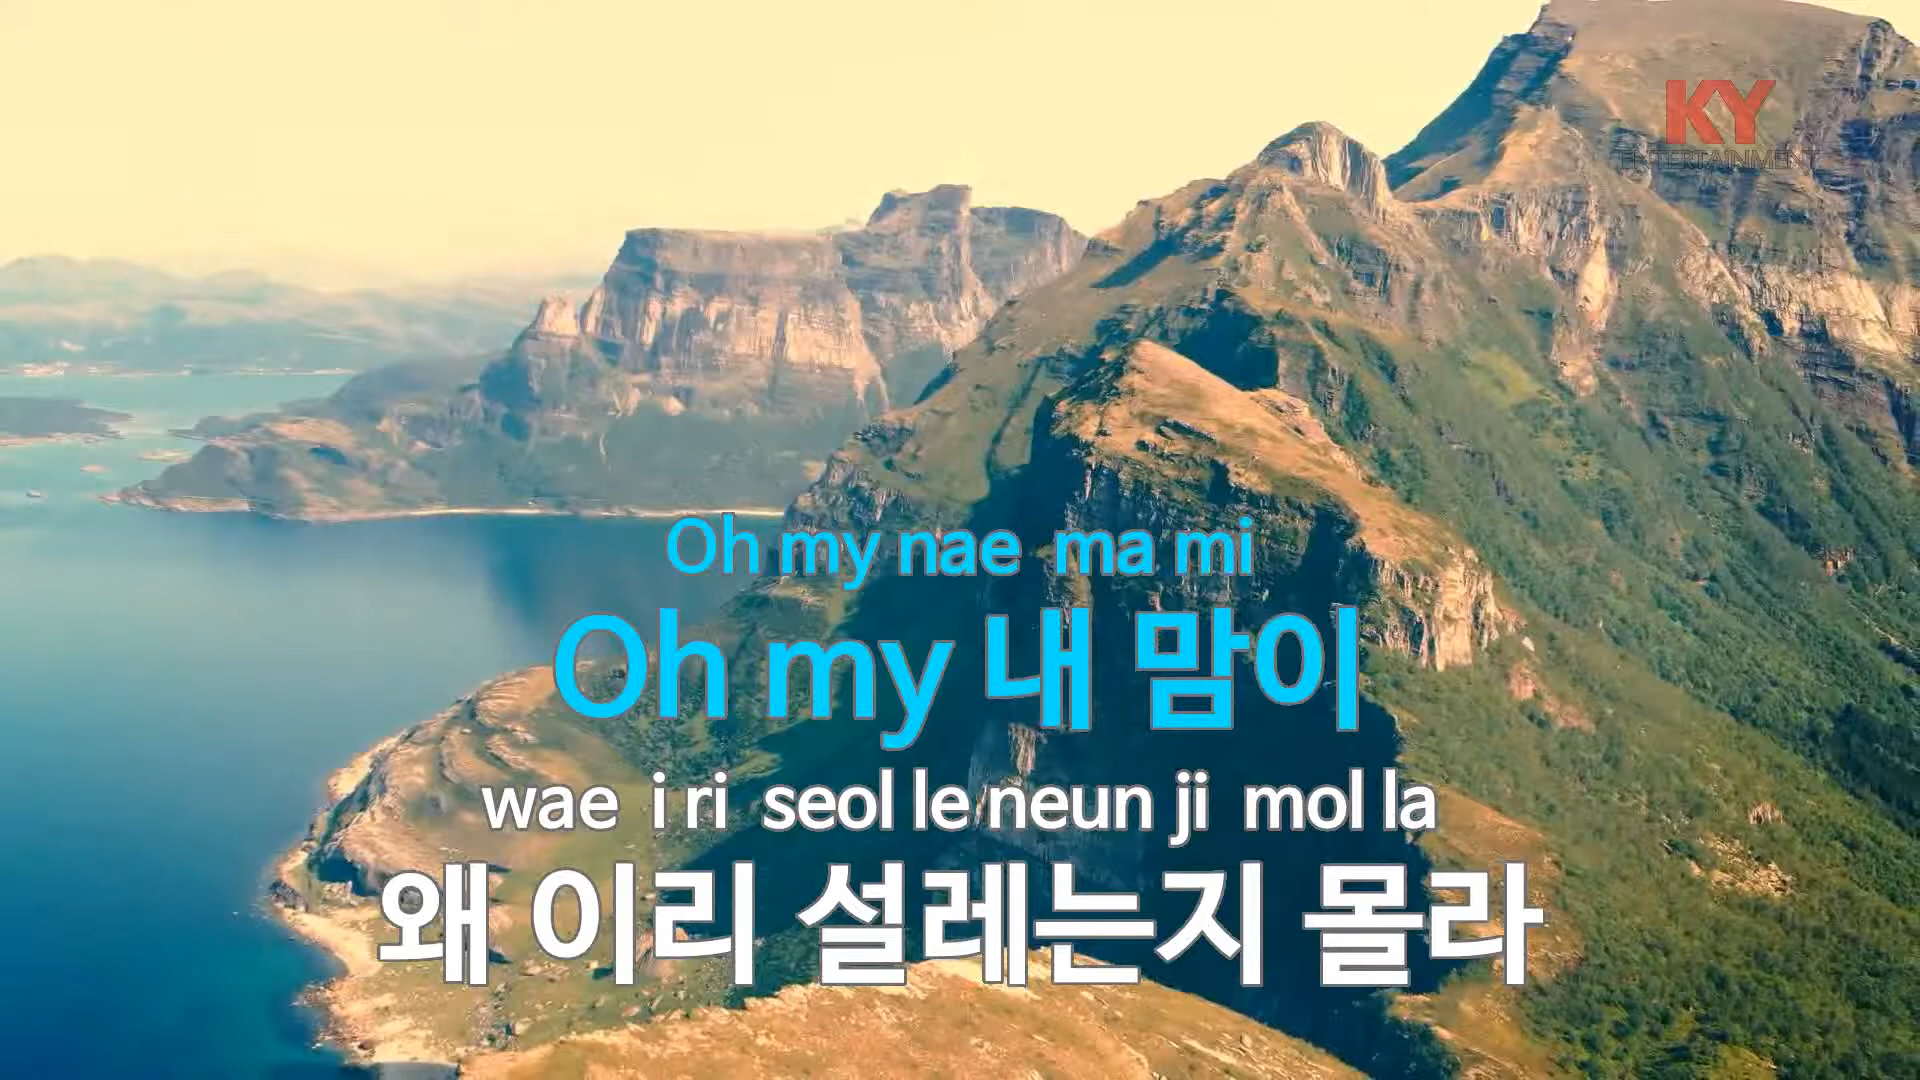 KY
ENTERTAINMENT
Oh my nae ma mi
Oh my 내 맘이
wae i ri seol le neun ji mol la
왜 이리 설레는지 몰라